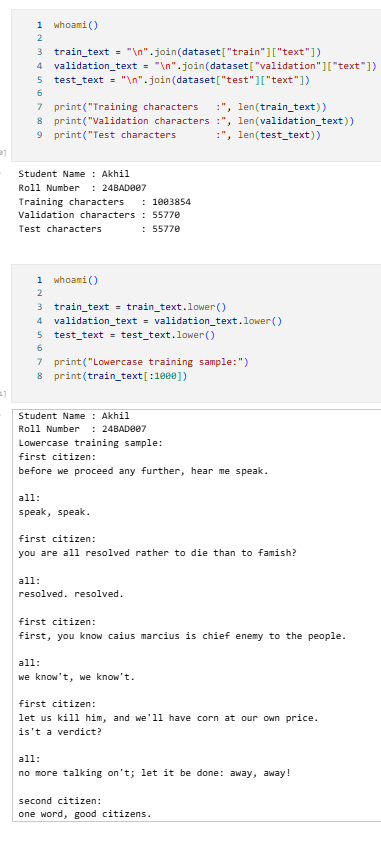 1 whoami()
2
3 train_text = "\n".join(dataset["train"]["text"])
4 validation_text = "\n".join(dataset["validation"]["text"])
5 test_text = "\n".join(dataset["test"]["text"])
6
7 print("Training characters   :", len(train_text))
8 print("Validation characters :", len(validation_text))
9 print("Test characters       :", len(test_text))
Student Name : Akhil
Roll Number  : 24BAD007
Training characters   : 1003854
Validation characters : 55770
Test characters       : 55770
1 whoami()
2
3 train_text = train_text.lower()
4 validation_text = validation_text.lower()
5 test_text = test_text.lower()
6
7 print("Lowercase training sample:")
8 print(train_text[:1000])
Student Name : Akhil
Roll Number  : 24BAD007
Lowercase training sample:
first citizen:
before we proceed any further, hear me speak.

all:
speak, speak.

first citizen:
you are all resolved rather to die than to famish?

all:
resolved. resolved.

first citizen:
first, you know caius marcius is chief enemy to the people.

all:
we know't, we know't.

first citizen:
let us kill him, and we'll have corn at our own price.
is't a verdict?

all:
no more talking on't; let it be done: away, away!

second citizen:
one word, good citizens.